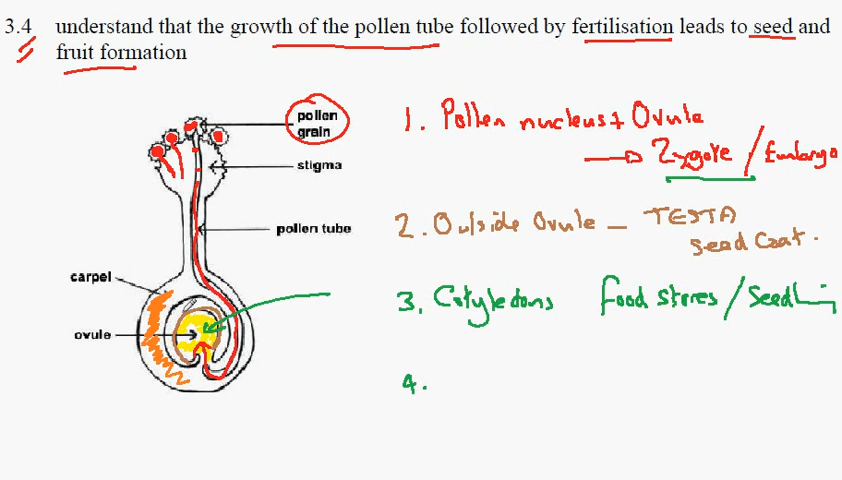 3.4 understand that the growth of the pollen tube followed by fertilisation leads to seed and
fruit formation
pollen
grain
stigma
pollen tube
carpel
ovule
1. Pollen nucleus + Ovule
→ Zygote / Embryo
2. Outside Ovule – TESTA
Seed Coat.
3. Cotyledons food stores / Seedling
4.